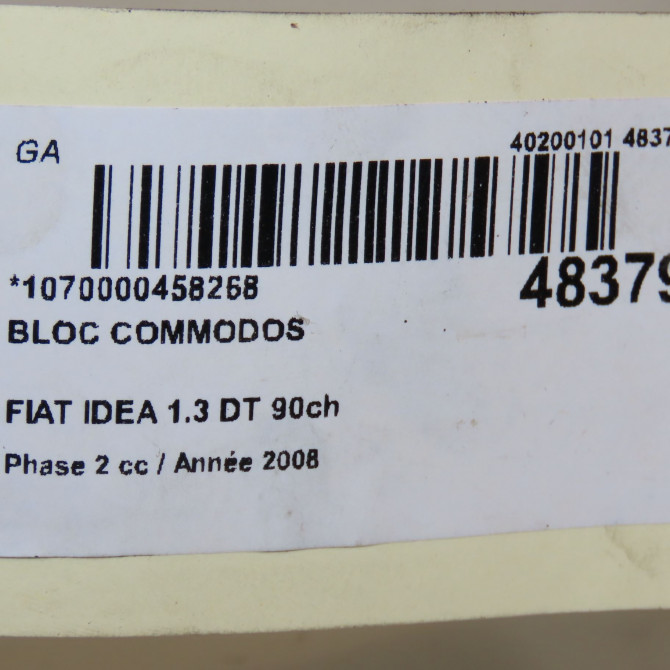 GA
40200101 4837
*1070000458268
48379
BLOC COMMODOS
FIAT IDEA 1.3 DT 90ch
Phase 2 cc / Année 2008